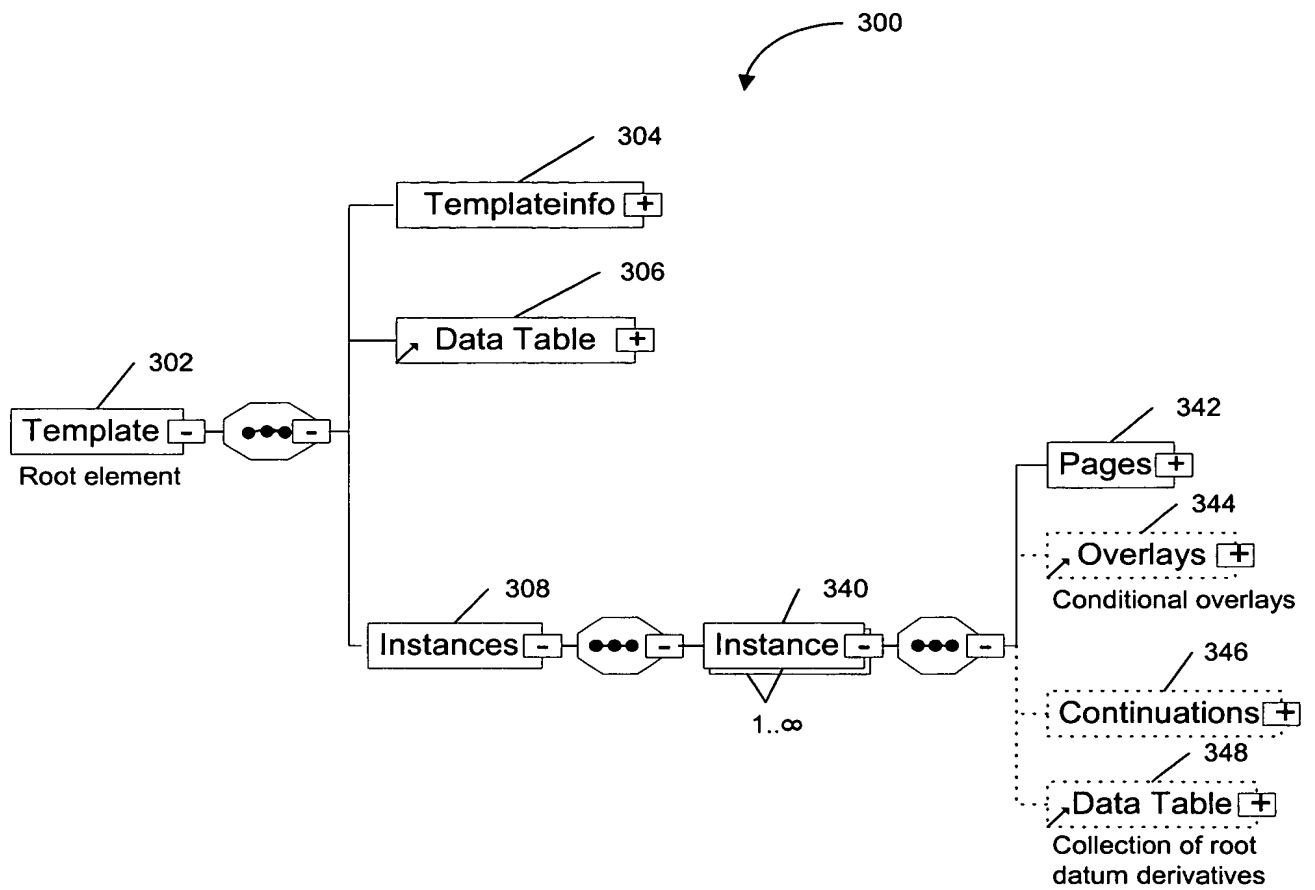 300
304
Templateinfo +
306
Data Table +
302
Template -
-
Root element
342
Pages +
344
Overlays +
Conditional overlays
308
Instances -
-
340
Instance -
-
1..∞
346
Continuations +
348
Data Table +
Collection of root
datum derivatives